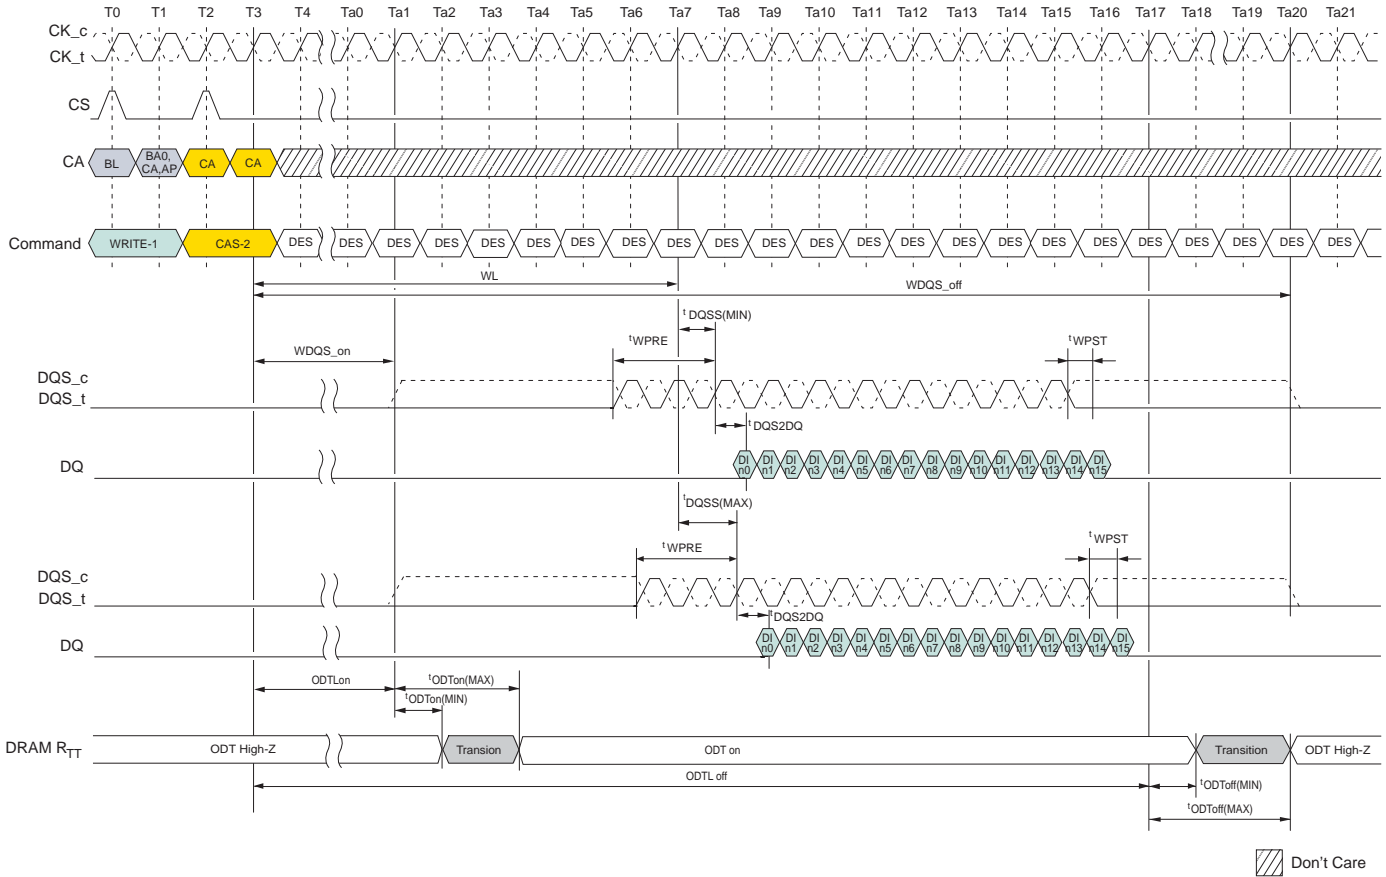 T0 T1 T2 T3 T4 Ta0 Ta1 Ta2 Ta3 Ta4 Ta5 Ta6 Ta7 Ta8 Ta9 Ta10 Ta11 Ta12 Ta13 Ta14 Ta15 Ta16 Ta17 Ta18 Ta19 Ta20 Ta21
CK_c
CK_t
CS
CA BL BA0, CA,AP CA CA
Command WRITE-1 CAS-2 DES DES DES DES DES DES DES DES DES DES DES DES DES DES DES DES DES DES DES DES DES DES DES
WL
WDQS_off
tDQSS(MIN)
tWPRE
tWPST
WDQS_on
DQS_c
DQS_t
tDQS2DQ
DQ DI n0 DI n1 DI n2 DI n3 DI n4 DI n5 DI n6 DI n7 DI n8 DI n9 DI n10 DI n11 DI n12 DI n13 DI n14 DI n15
tDQSS(MAX)
tWPRE
tWPST
DQS_c
DQS_t
tDQS2DQ
DQ DI n0 DI n1 DI n2 DI n3 DI n4 DI n5 DI n6 DI n7 DI n8 DI n9 DI n10 DI n11 DI n12 DI n13 DI n14 DI n15
ODTLon
tODTon(MAX)
tODTon(MIN)
DRAM RTT ODT High-Z Transion ODT on Transition ODT High-Z
ODTL off
tODToff(MIN)
tODToff(MAX)
Don't Care